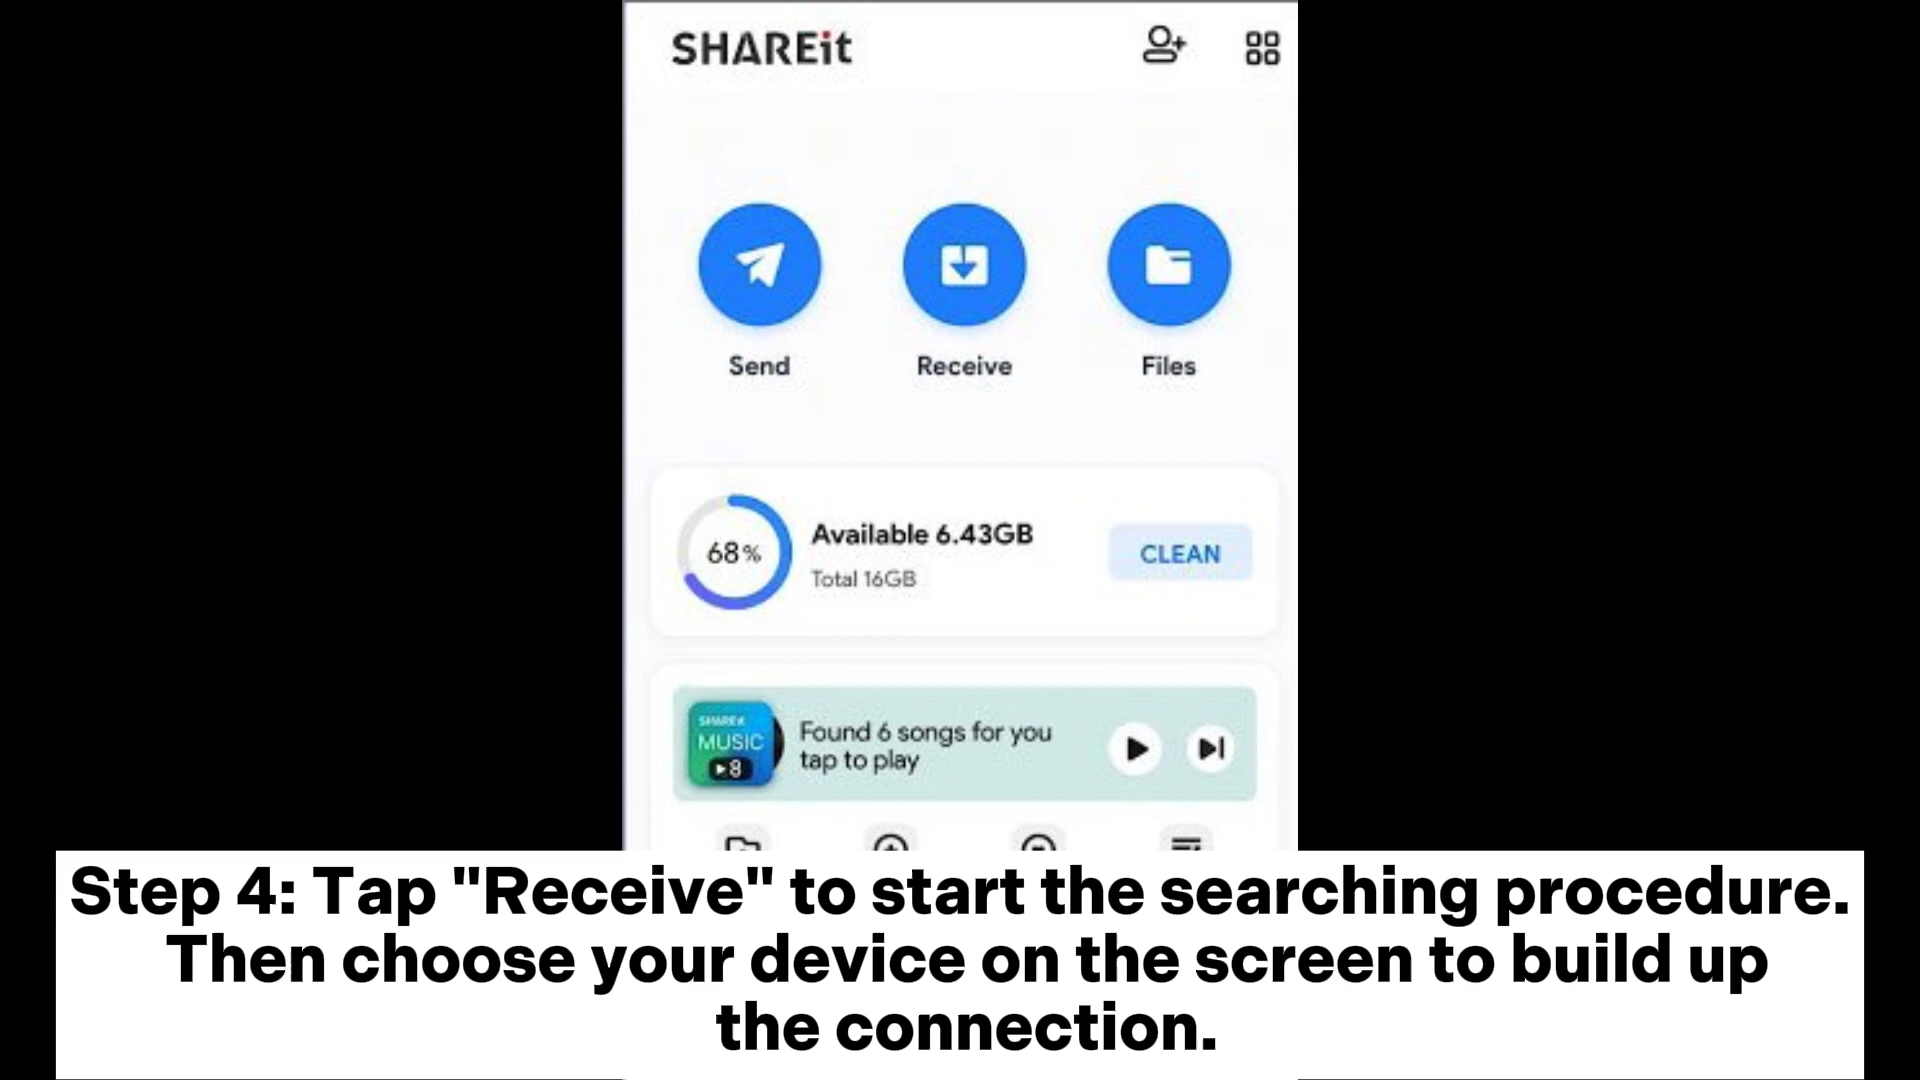 SHAREit
Send
Receive
Files
68%
Available 6.43GB
Total 16GB
CLEAN
SHAREit
MUSIC
8
Found 6 songs for you
tap to play
Step 4: Tap "Receive" to start the searching procedure.
Then choose your device on the screen to build up
the connection.